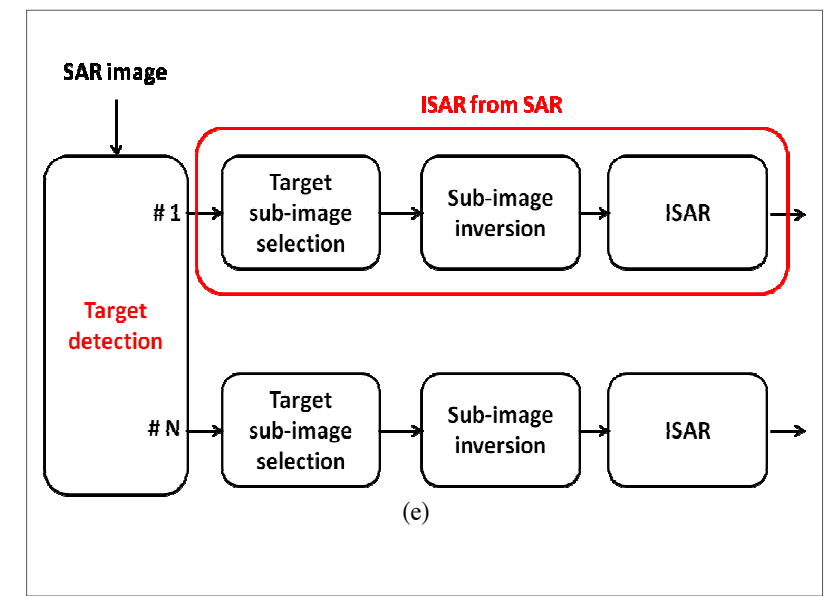 SAR image
ISAR from SAR
Target
detection
# 1
Target
sub-image
selection
Sub-image
inversion
ISAR
# N
Target
sub-image
selection
Sub-image
inversion
ISAR
(e)